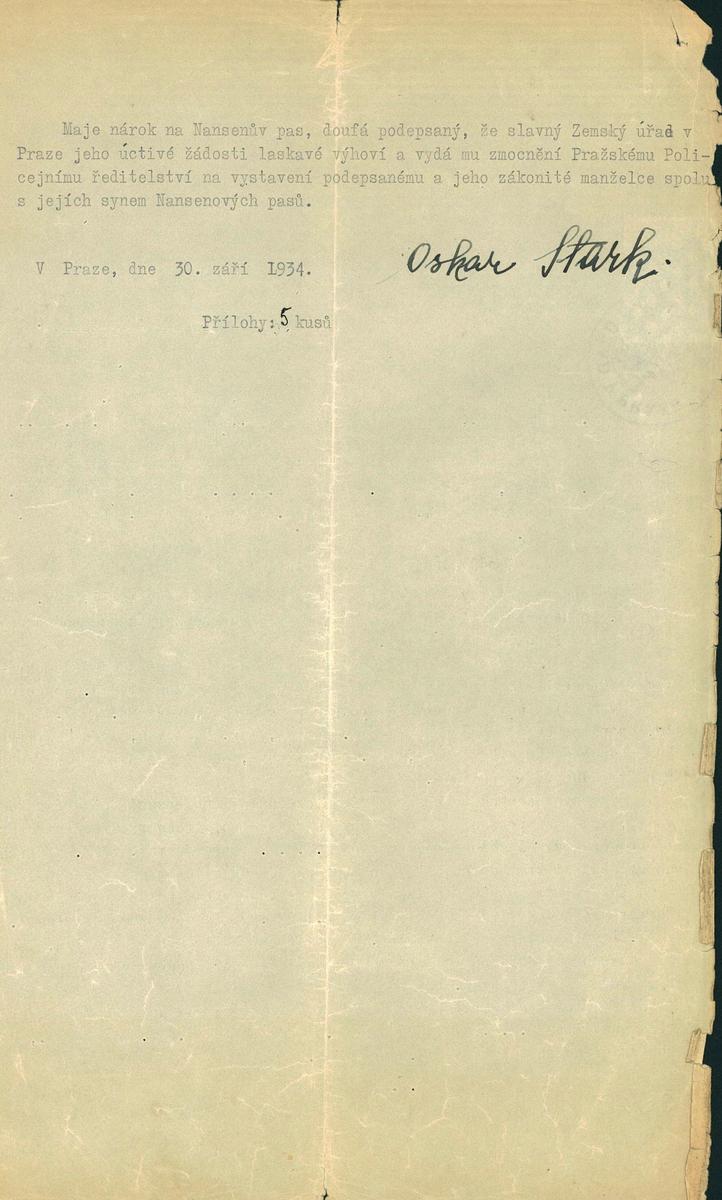 Maje nárok na Nansenův pas, doufá podepsaný, že slavný Zemský úřad v
Praze jeho úctivé žádosti laskavé výhoví a vydá mu zmocnění Pražskému Poli-
cejnímu ředitelství na vystavení podepsanému a jeho zákonité manželce spolu
s jejích synem Nansenových pasů.
V Praze, dne 30. září 1934.
Oskar Stark.
Přílohy: 5 kusů